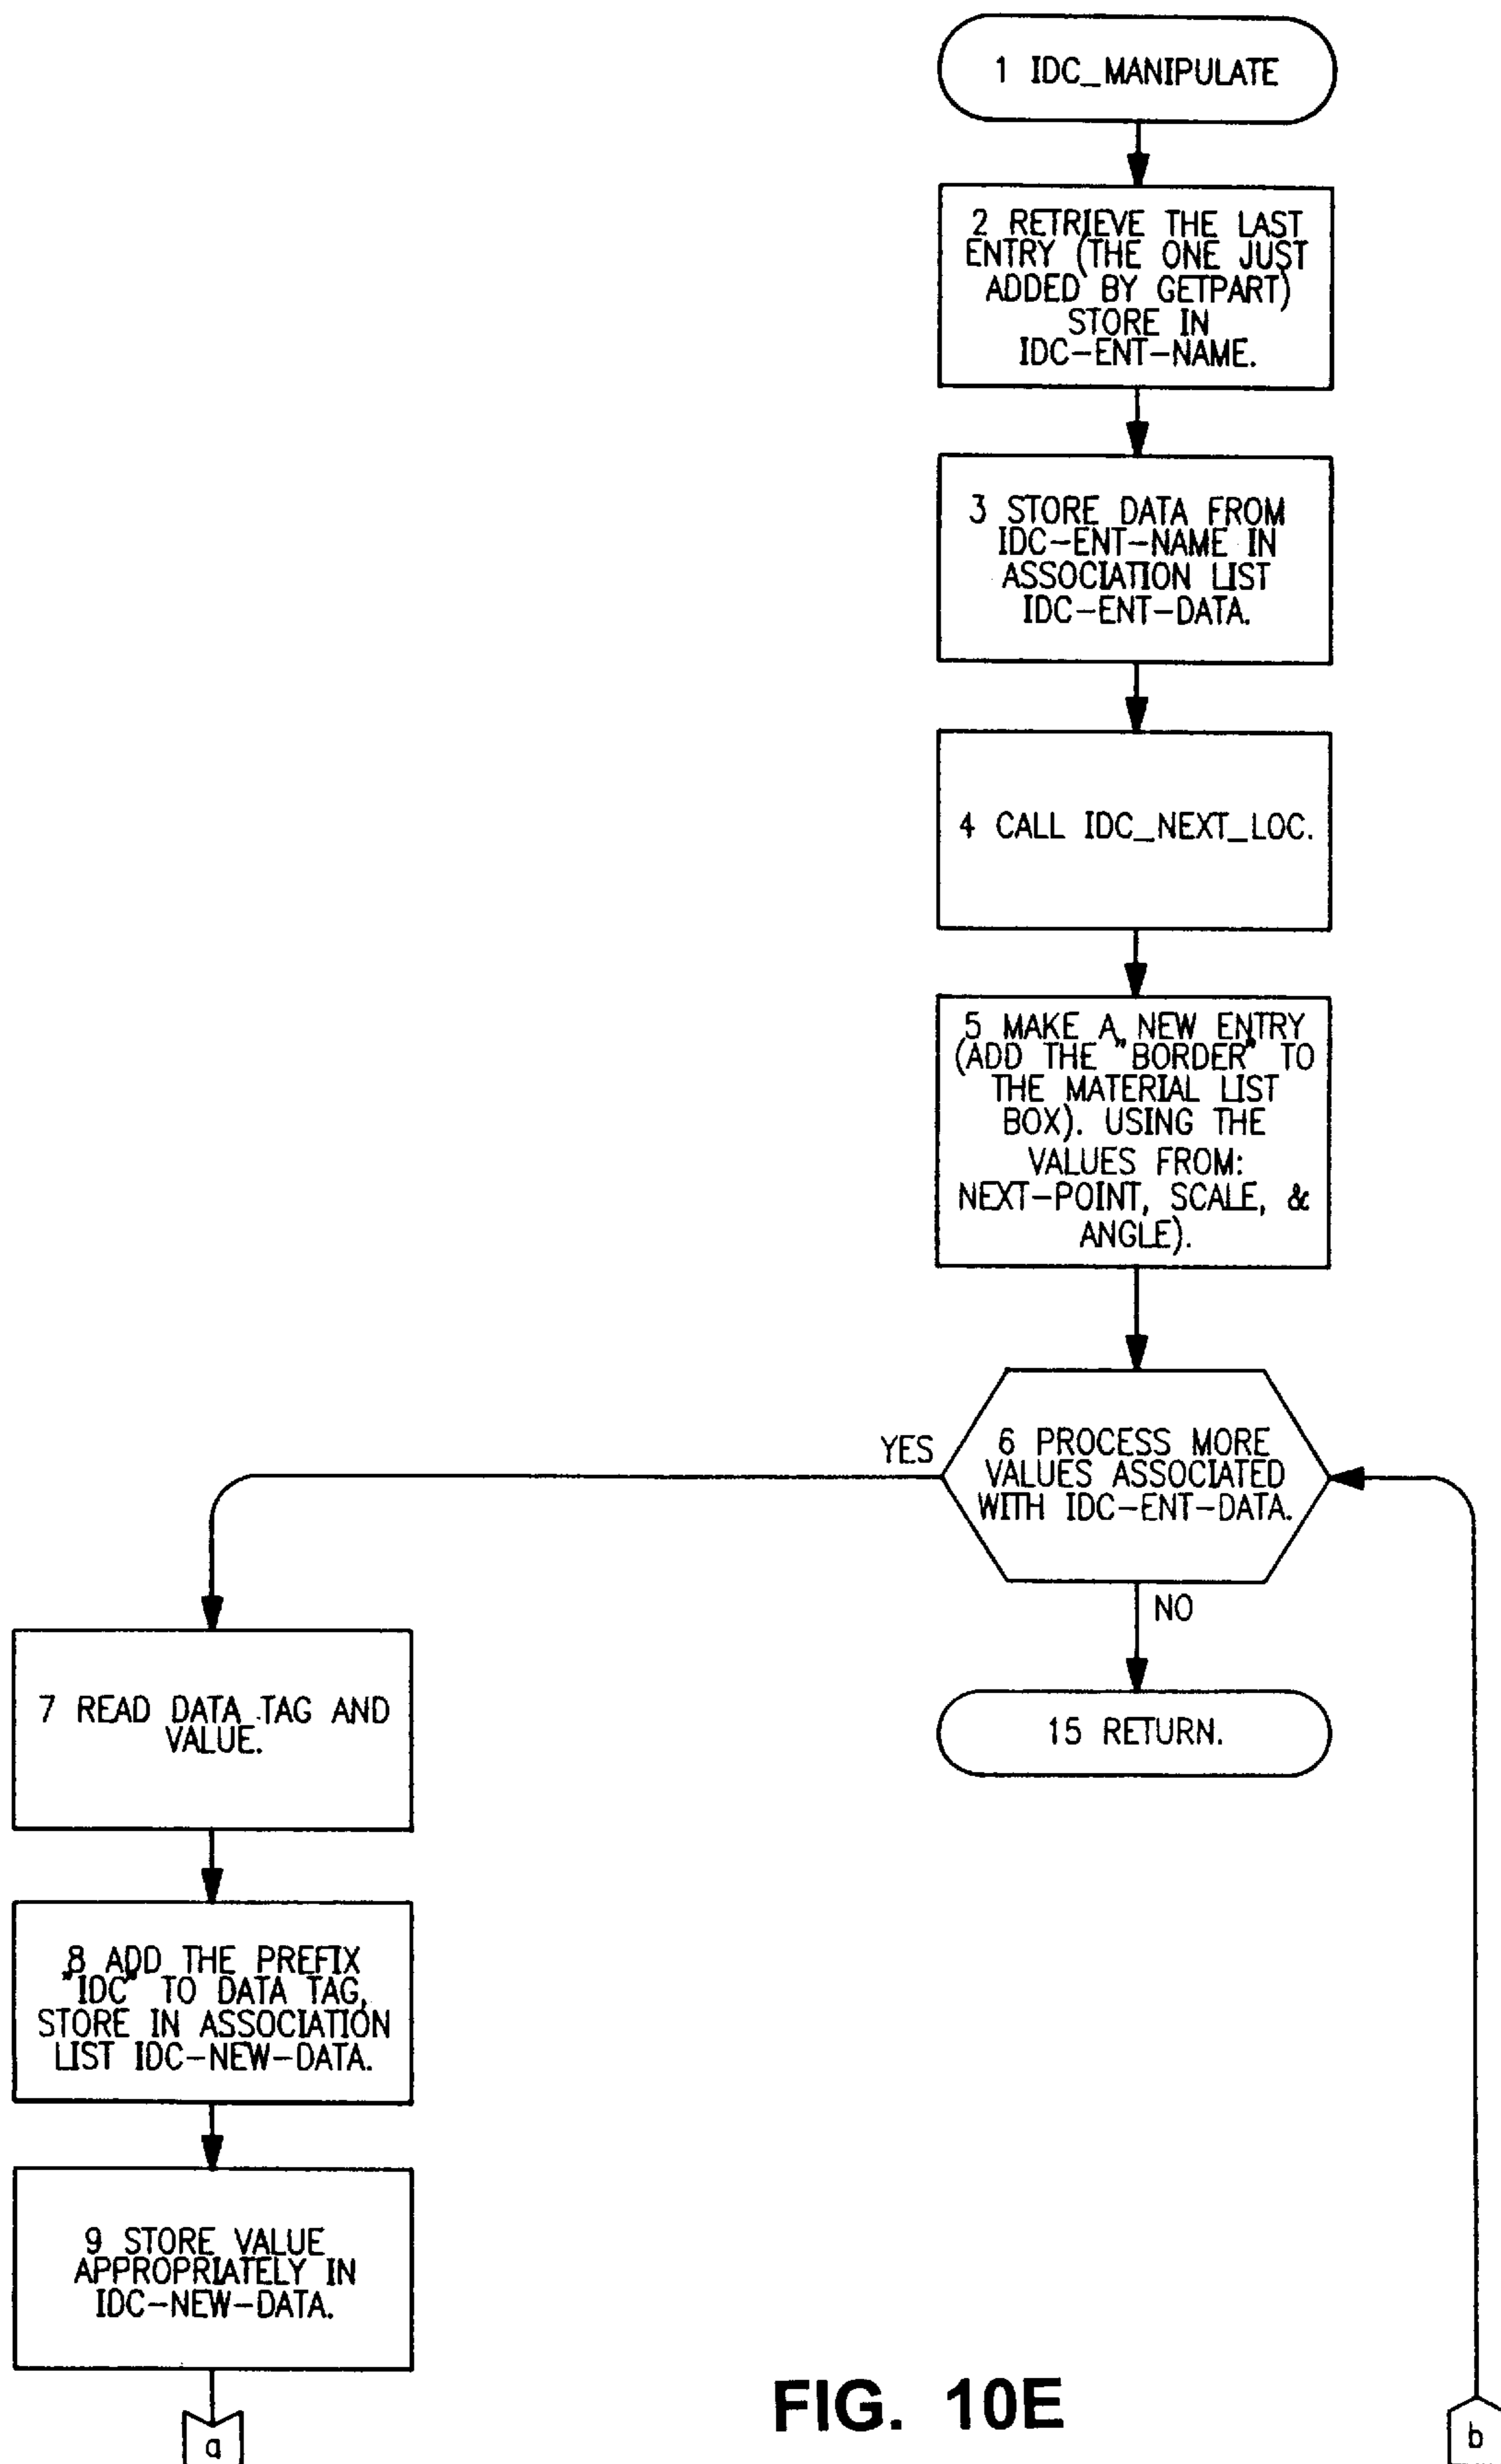 1 IDC_MANIPULATE
2 RETRIEVE THE LAST
ENTRY (THE ONE JUST
ADDED BY GETPART)
STORE IN
IDC-ENT-NAME.
3 STORE DATA FROM
IDC-ENT-NAME IN
ASSOCIATION LIST
IDC-ENT-DATA.
4 CALL IDC_NEXT_LOC.
5 MAKE A NEW ENTRY
(ADD THE "BORDER" TO
THE MATERIAL LIST
BOX). USING THE
VALUES FROM:
NEXT-POINT, SCALE, &
ANGLE).
YES
6 PROCESS MORE
VALUES ASSOCIATED
WITH IDC-ENT-DATA.
NO
7 READ DATA TAG AND
VALUE.
15 RETURN.
8 ADD THE PREFIX
"IDC" TO DATA TAG,
STORE IN ASSOCIATION
LIST IDC-NEW-DATA.
9 STORE VALUE
APPROPRIATELY IN
IDC-NEW-DATA.
a
FIG. 10E
b